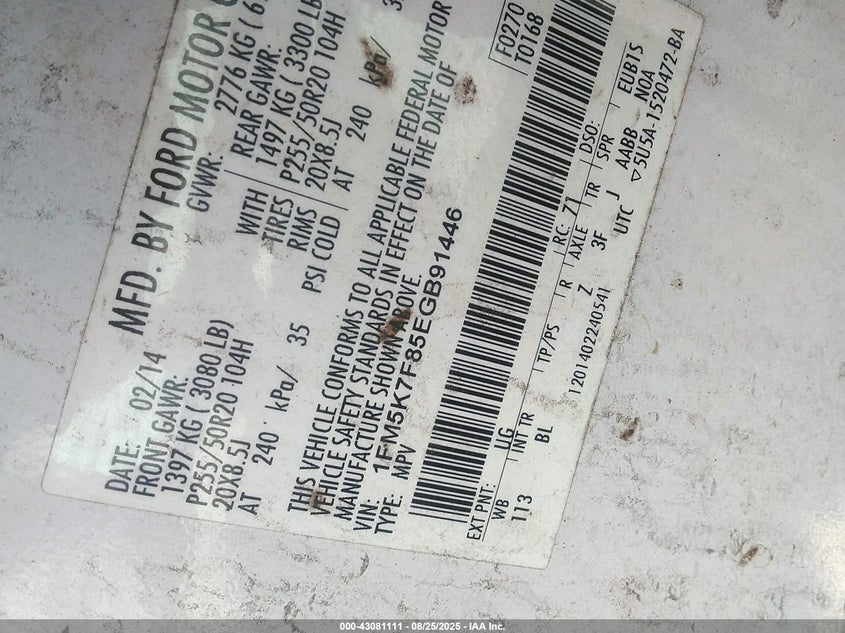 MFD. BY FORD MOTOR
DATE: 02/14 GVWR: 2776 KG
FRONT GAWR: REAR GAWR:
1397 KG ( 3080 LB) WITH 1497 KG ( 3300 LB
P255/50R20 104H TIRES P255/50R20 104H
20X8.5J RIMS 20X8.5J
AT 240 kPa/ 35 PSI COLD AT 240 kPa/
THIS VEHICLE CONFORMS TO ALL APPLICABLE FEDERAL MOTOR
VEHICLE SAFETY STANDARDS IN EFFECT ON THE DATE OF
MANUFACTURE SHOWN ABOVE.
VIN: 1FM5K7F85EGB91446
TYPE: MPV
F0270
T0168
EXT PNT: UG RC: 71 DSO:
WB INT TR TP/PS R AXLE TR SPR EUBTS
113 BL Z 3F J AABB NOA
1201402240541 UTC ▽5U5A-1520472-BA
000-43081111 - 08/25/2025 - IAA Inc.